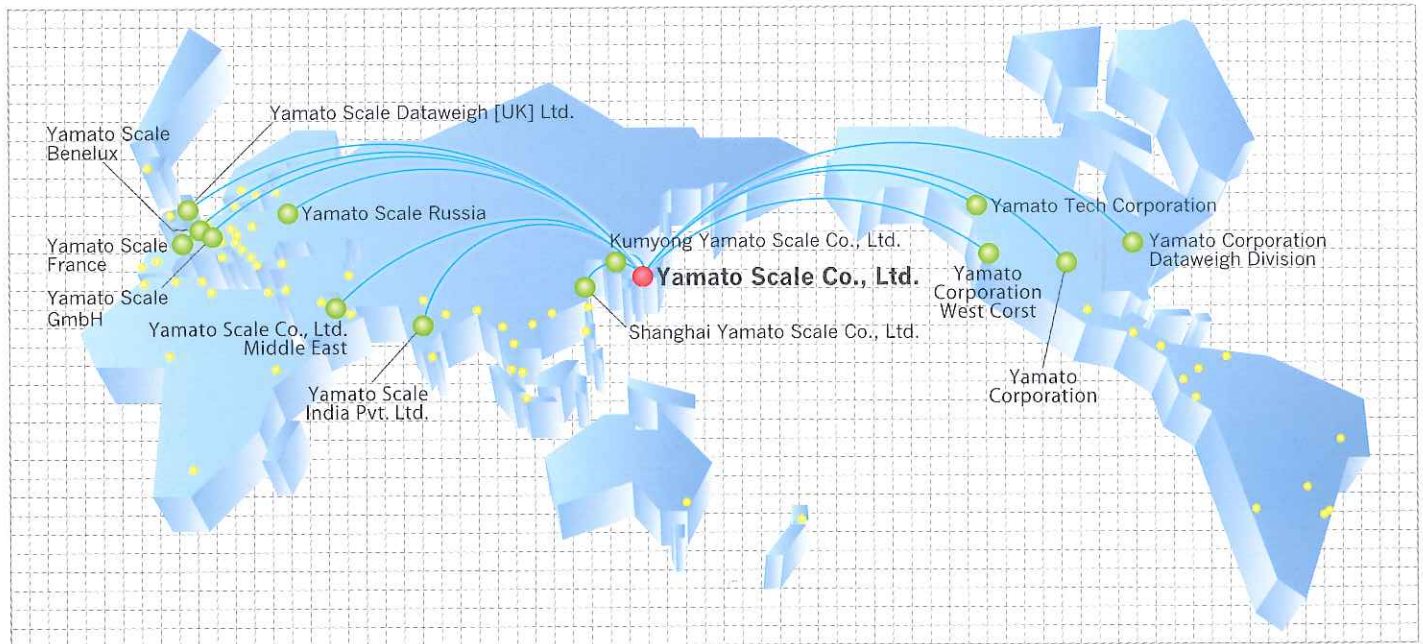 Yamato Scale Dataweigh [UK] Ltd.
Yamato Scale
Benelux
Yamato Scale Russia
Yamato Scale
France
Yamato Scale
GmbH
Yamato Scale Co., Ltd.
Middle East
Yamato Scale
India Pvt. Ltd.
Kumyong Yamato Scale Co., Ltd.
Yamato Scale Co., Ltd.
Shanghai Yamato Scale Co., Ltd.
Yamato Tech Corporation
Yamato Corporation
Dataweigh Division
Yamato
Corporation
West Corst
Yamato
Corporation